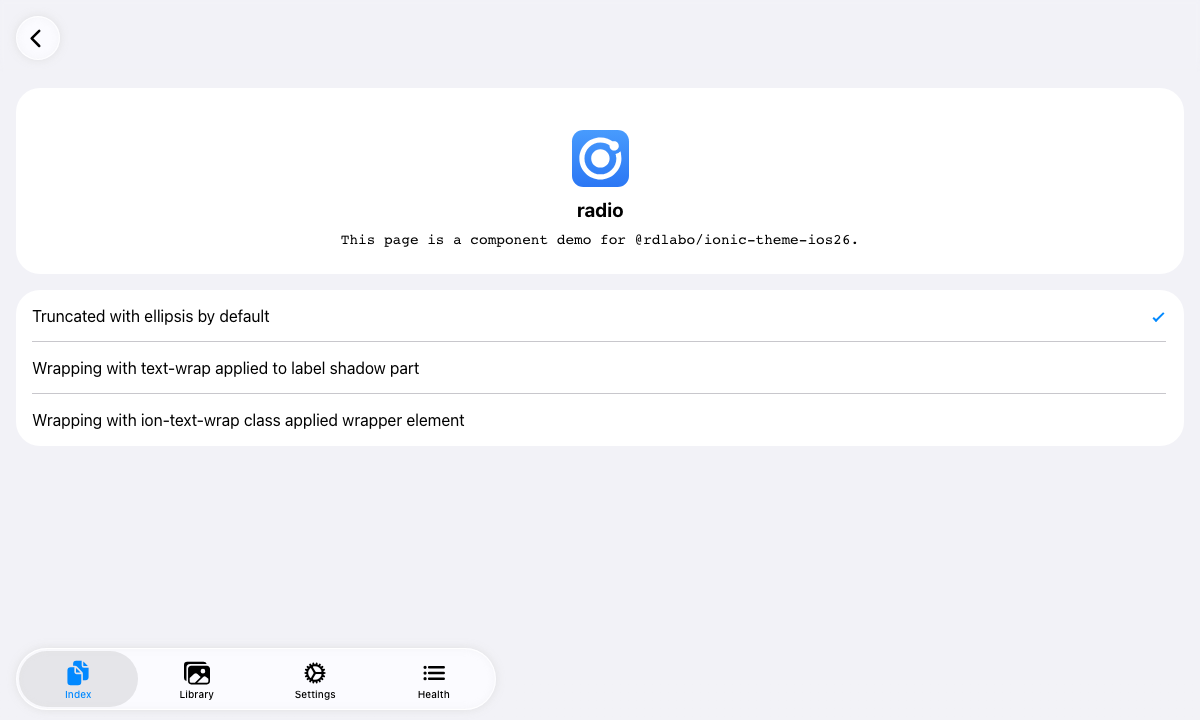 radio
This page is a component demo for @rdlabo/ionic-theme-ios26.
Truncated with ellipsis by default
Wrapping with text-wrap applied to label shadow part
Wrapping with ion-text-wrap class applied wrapper element
Index
Library
Settings
Health